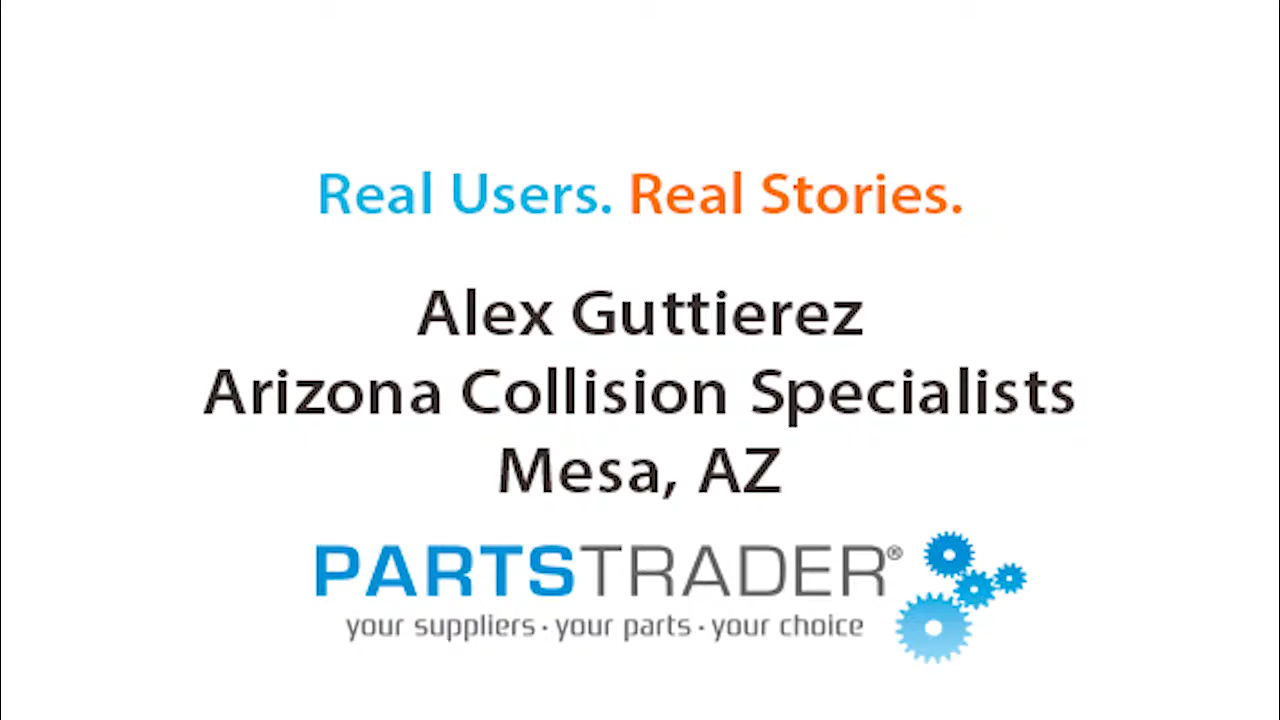 Real Users. Real Stories.
Alex Guttierez
Arizona Collision Specialists
Mesa, AZ
PARTSTRADER®
your suppliers · your parts · your choice